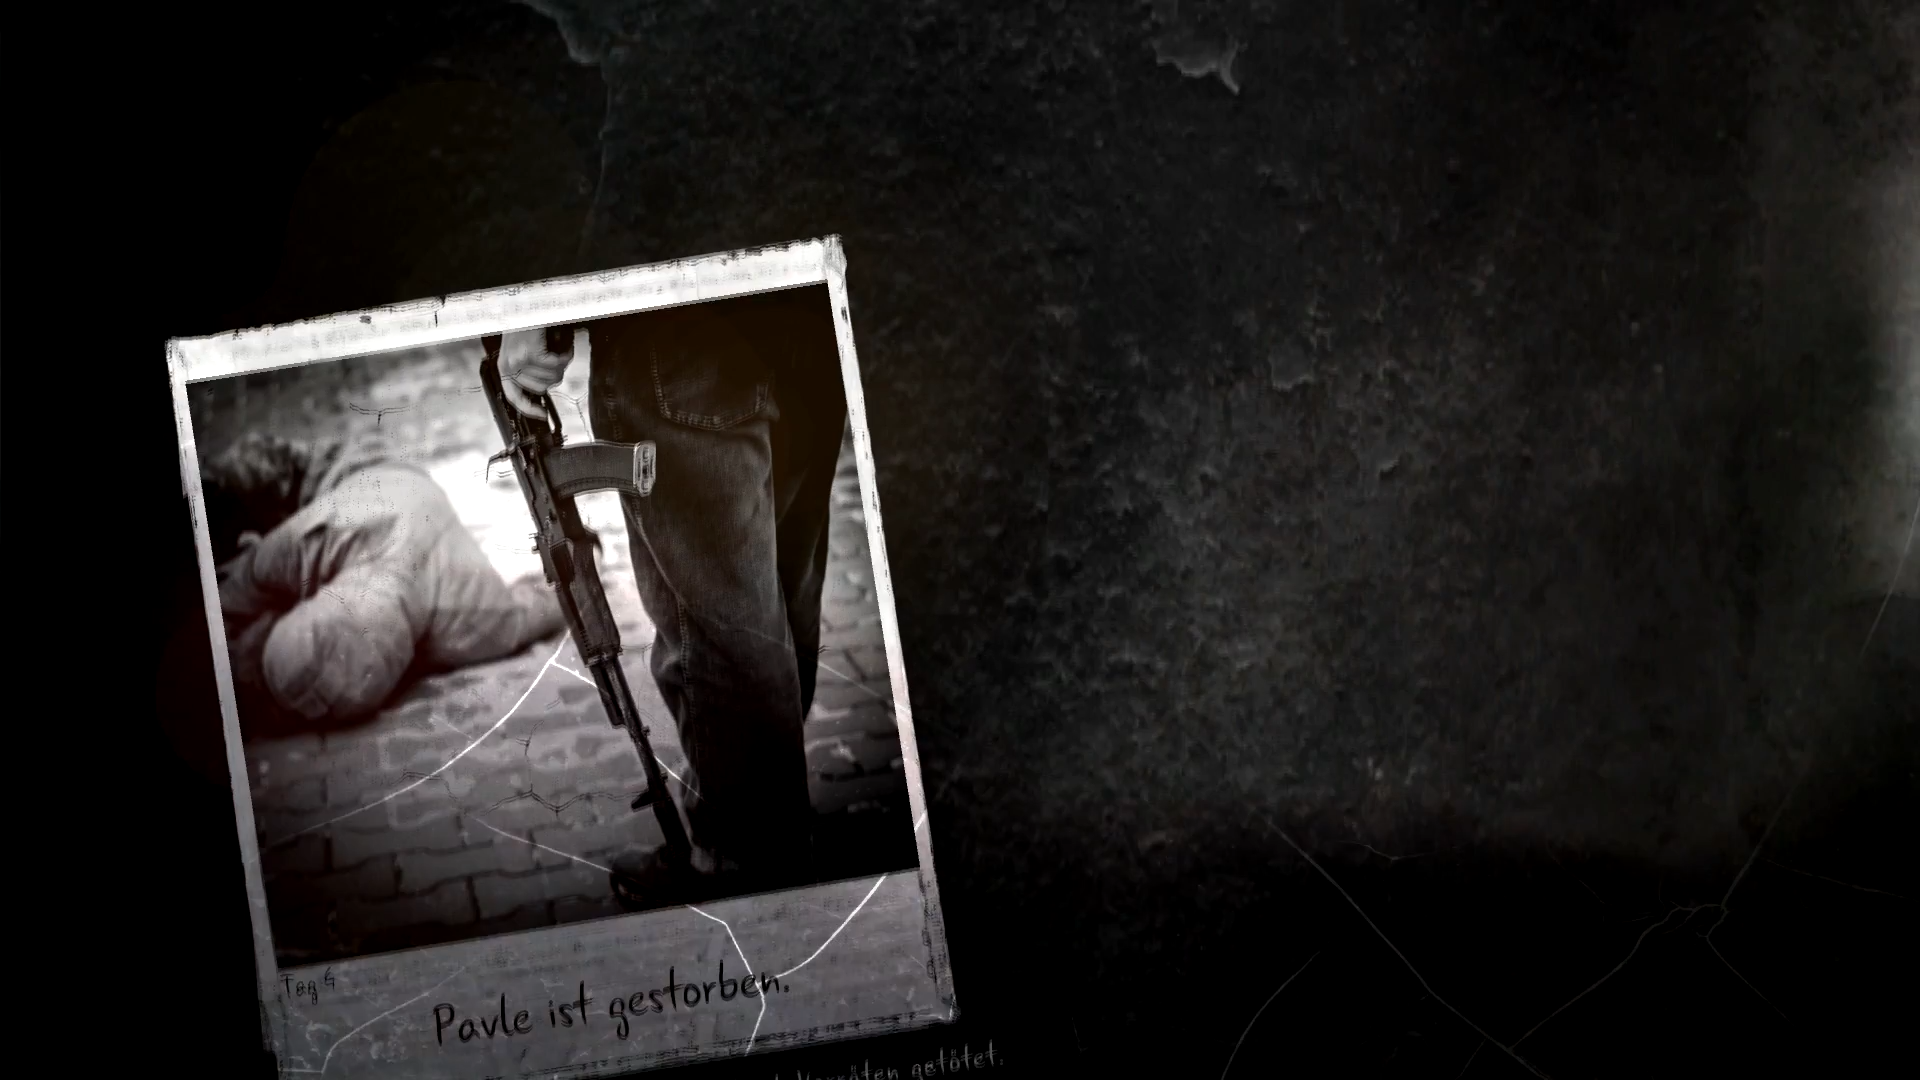 Tag 4
Pavle ist gestorben.
getötet.